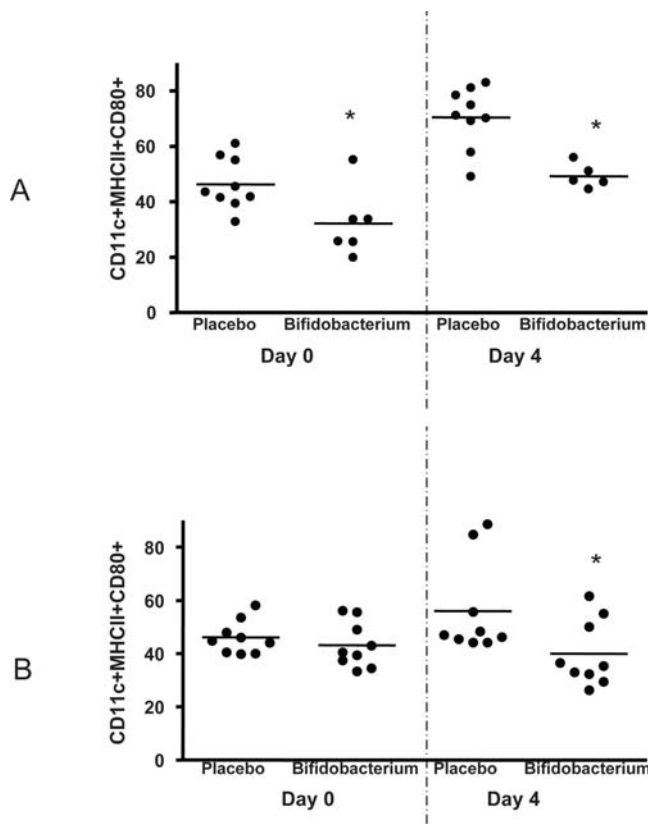 A
CD11c+MHCII+CD80+
80
60
40
20
0
*
*
Placebo Bifidobacterium Placebo Bifidobacterium
Day 0 Day 4
B
CD11c+MHCII+CD80+
80
60
40
20
0
*
Placebo Bifidobacterium Placebo Bifidobacterium
Day 0 Day 4